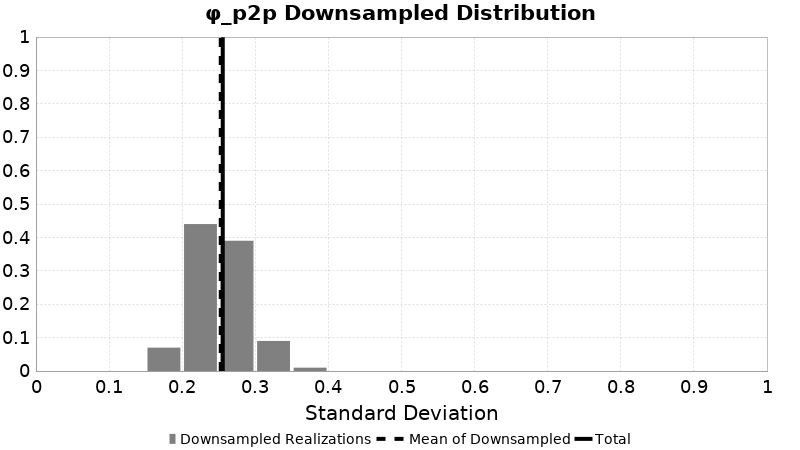 φ_p2p Downsampled Distribution
1
0.9
0.8
0.7
0.6
0.5
0.4
0.3
0.2
0.1
0
0 0.1 0.2 0.3 0.4 0.5 0.6 0.7 0.8 0.9 1
Standard Deviation
Downsampled Realizations Mean of Downsampled Total